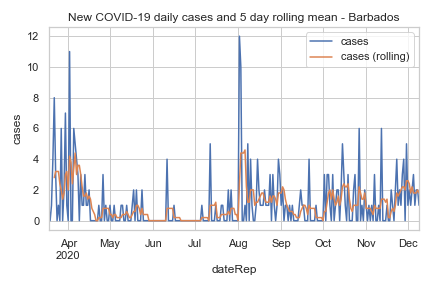 New COVID-19 daily cases and 5 day rolling mean - Barbados
cases
cases (rolling)
12
10
8
6
4
2
0
cases
Apr May Jun Jul Aug Sep Oct Nov Dec
2020
dateRep